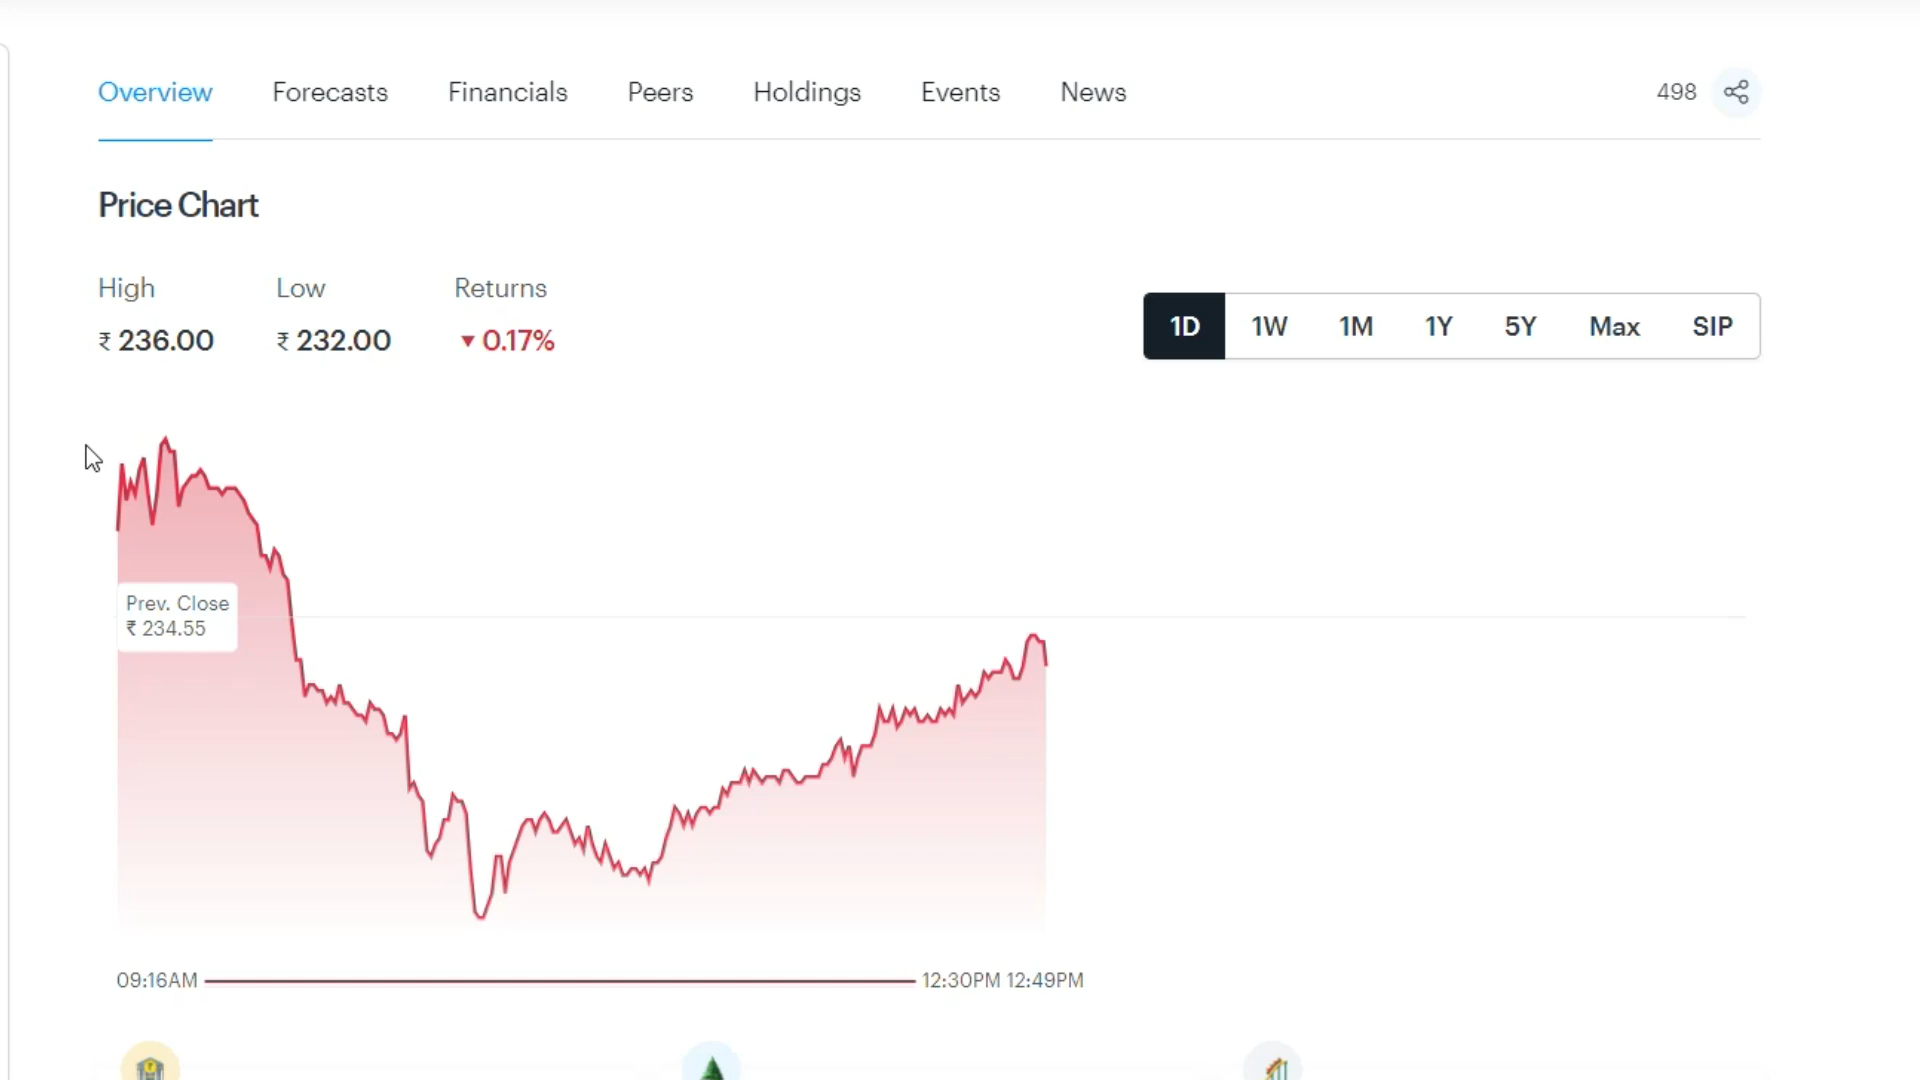 Overview Forecasts Financials Peers Holdings Events News 498
Price Chart
High Low Returns
₹ 236.00 ₹ 232.00 ▼ 0.17%
1D 1W 1M 1Y 5Y Max SIP
Prev. Close
₹ 234.55
09:16AM 12:30PM 12:49PM